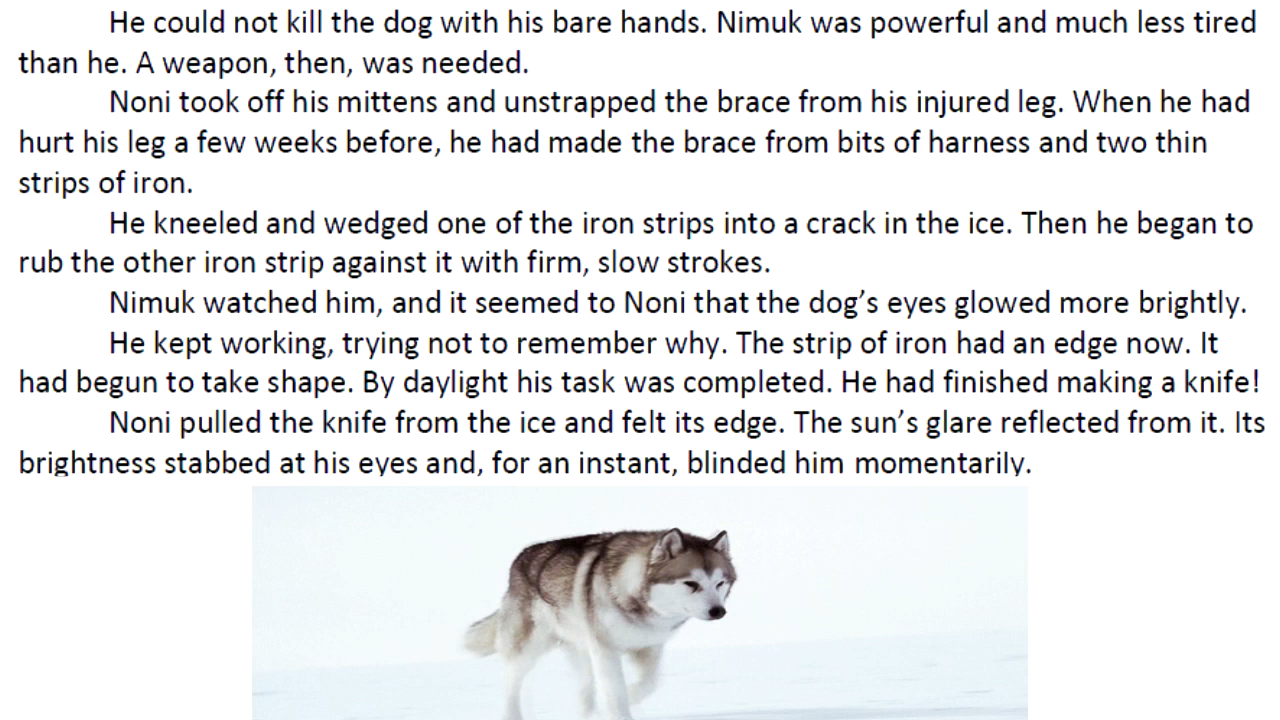 He could not kill the dog with his bare hands. Nimuk was powerful and much less tired
than he. A weapon, then, was needed.
Noni took off his mittens and unstrapped the brace from his injured leg. When he had
hurt his leg a few weeks before, he had made the brace from bits of harness and two thin
strips of iron.
He kneeled and wedged one of the iron strips into a crack in the ice. Then he began to
rub the other iron strip against it with firm, slow strokes.
Nimuk watched him, and it seemed to Noni that the dog’s eyes glowed more brightly.
He kept working, trying not to remember why. The strip of iron had an edge now. It
had begun to take shape. By daylight his task was completed. He had finished making a knife!
Noni pulled the knife from the ice and felt its edge. The sun’s glare reflected from it. Its
brightness stabbed at his eyes and, for an instant, blinded him momentarily.